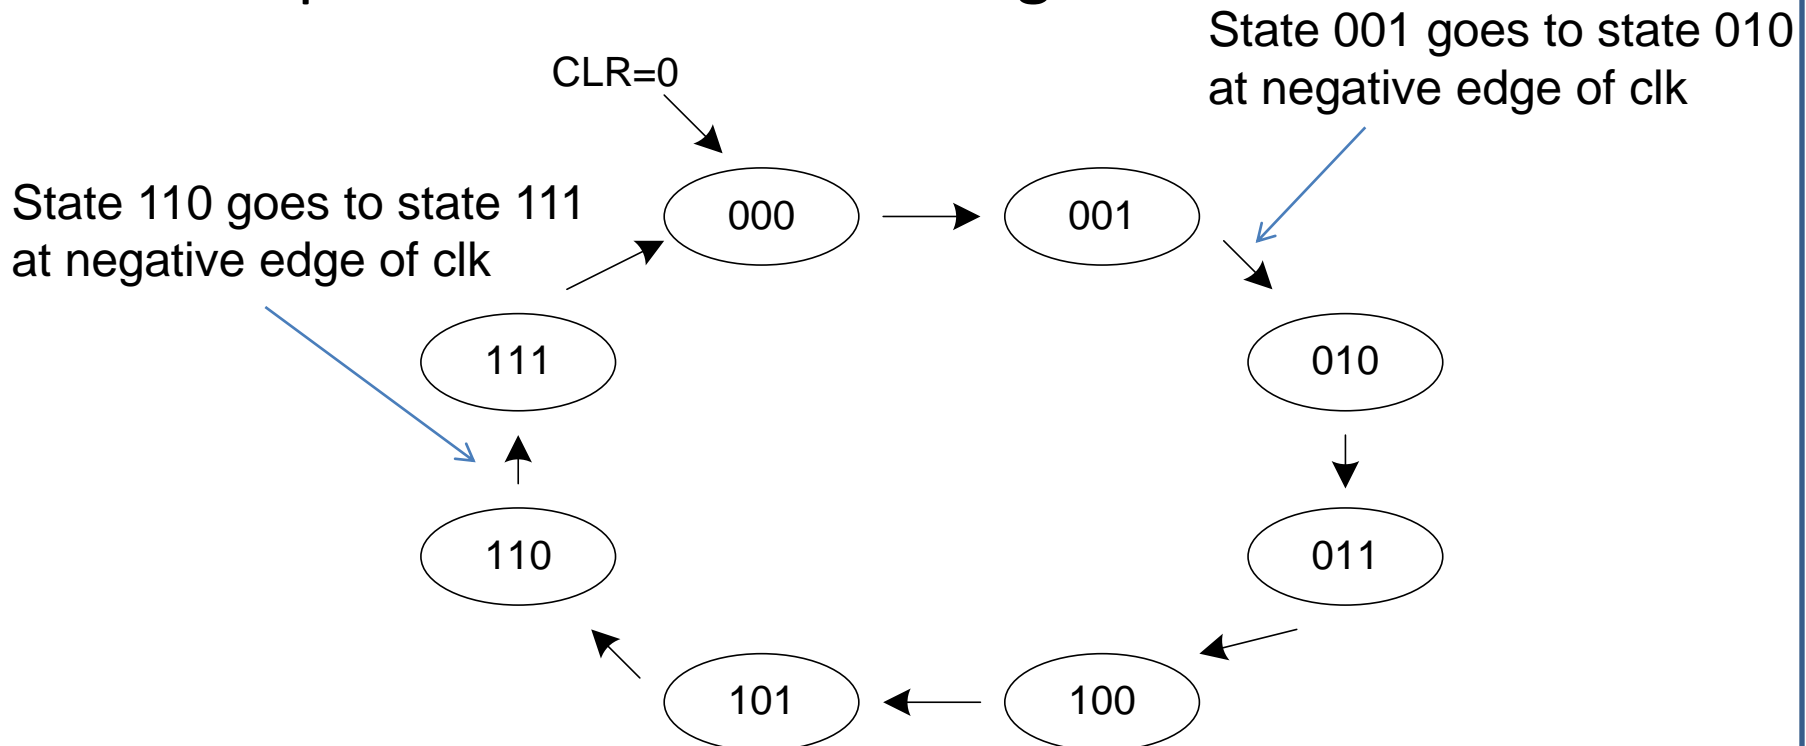 State 001 goes to state 010
at negative edge of clk
CLR=0
State 110 goes to state 111
at negative edge of clk
000
001
111
010
110
011
101
100